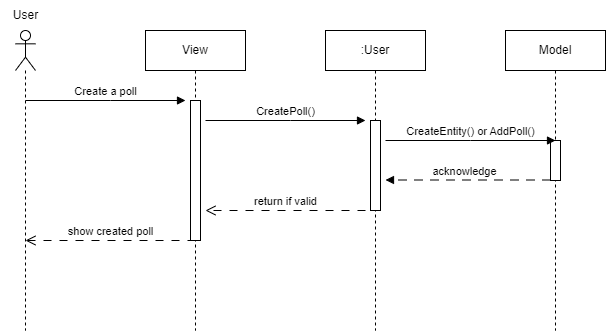 User
View
:User
Model
Create a poll
CreatePoll()
CreateEntity() or AddPoll()
acknowledge
return if valid
show created poll